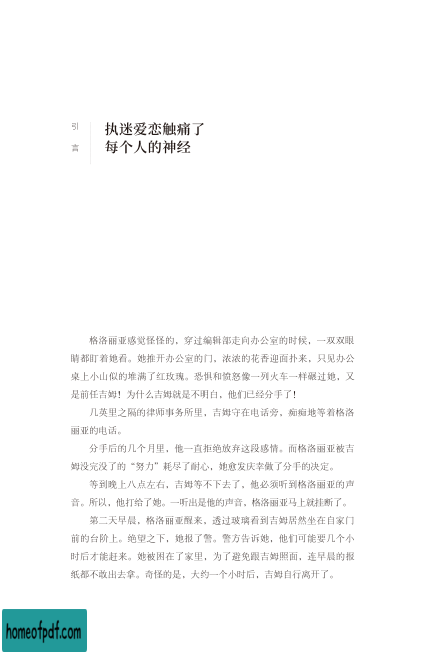 引
言
执迷爱恋触痛了
每个人的神经
格洛丽亚感觉怪怪的，穿过编辑部走向办公室的时候，一双双眼
睛都盯着她看。她推开办公室的门，浓浓的花香迎面扑来，只见办公
桌上小山似的堆满了红玫瑰。恐惧和愤怒像一列火车一样碾过她，又
是前任吉姆！为什么吉姆就是不明白，他们已经分手了！
几英里之隔的律师事务所里，吉姆守在电话旁，痴痴地等着格洛
丽亚的电话。
分手后的几个月里，他一直拒绝放弃这段感情。而格洛丽亚被吉
姆没完没了的“努力”耗尽了耐心，她愈发庆幸做了分手的决定。
等到晚上八点左右，吉姆等不下去了，他必须听到格洛丽亚的声
音。所以，他打给了她。一听出是他的声音，格洛丽亚马上就挂断了。
第二天早晨，格洛丽亚醒来，透过玻璃看到吉姆居然坐在自家门
前的台阶上。绝望之下，她报了警。警方告诉她，他们可能要几个小
时后才能赶来。她被困在了家里，为了避免跟吉姆照面，连早晨的报
纸都不敢出去拿。奇怪的是，大约一个小时后，吉姆自行离开了。
homeofpdf.com